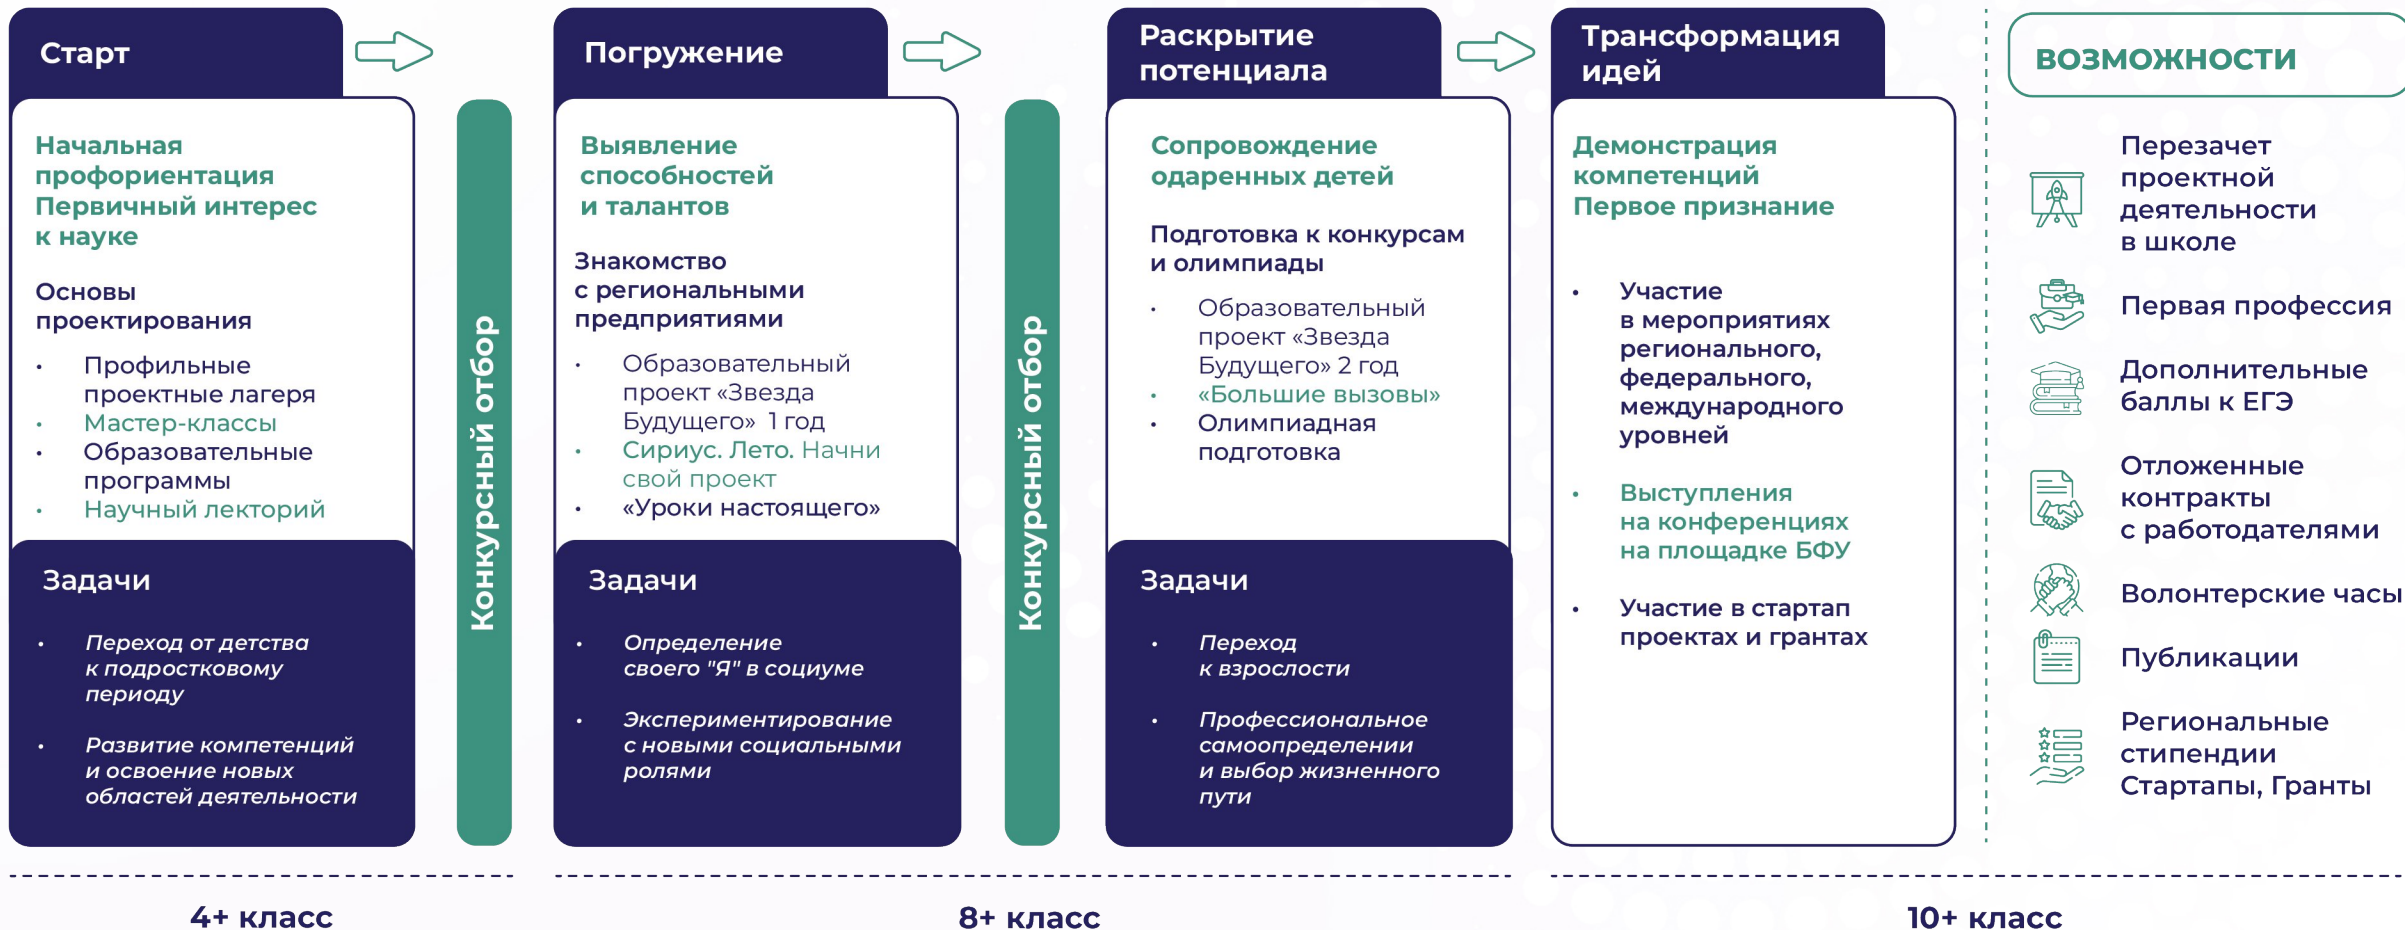 Старт
Начальная
профориентация
Первичный интерес
к науке
Основы
проектирования
• Профильные
проектные лагеря
• Мастер-классы
• Образовательные
программы
• Научный лекторий
Задачи
• Переход от детства
к подростковому
периоду
• Развитие компетенций
и освоение новых
областей деятельности
Конкурсный отбор
Погружение
Выявление
способностей
и талантов
Знакомство
с региональными
предприятиями
• Образовательный
проект «Звезда
Будущего» 1 год
• Сириус. Лето. Начни
свой проект
• «Уроки настоящего»
Задачи
• Определение
своего "Я" в социуме
• Экспериментирование
с новыми социальными
ролями
Конкурсный отбор
Раскрытие
потенциала
Сопровождение
одаренных детей
Подготовка к конкурсам
и олимпиады
• Образовательный
проект «Звезда
Будущего» 2 год
• «Большие вызовы»
• Олимпиадная
подготовка
Задачи
• Переход
к взрослости
• Профессиональное
самоопределении
и выбор жизненного
пути
Трансформация
идей
Демонстрация
компетенций
Первое признание
• Участие
в мероприятиях
регионального,
федерального,
международного
уровней
• Выступления
на конференциях
на площадке БФУ
• Участие в стартап
проектах и грантах
ВОЗМОЖНОСТИ
Перезачет
проектной
деятельности
в школе
Первая профессия
Дополнительные
баллы к ЕГЭ
Отложенные
контракты
с работодателями
Волонтерские часы
Публикации
Региональные
стипендии
Стартапы, Гранты
4+ класс
8+ класс
10+ класс